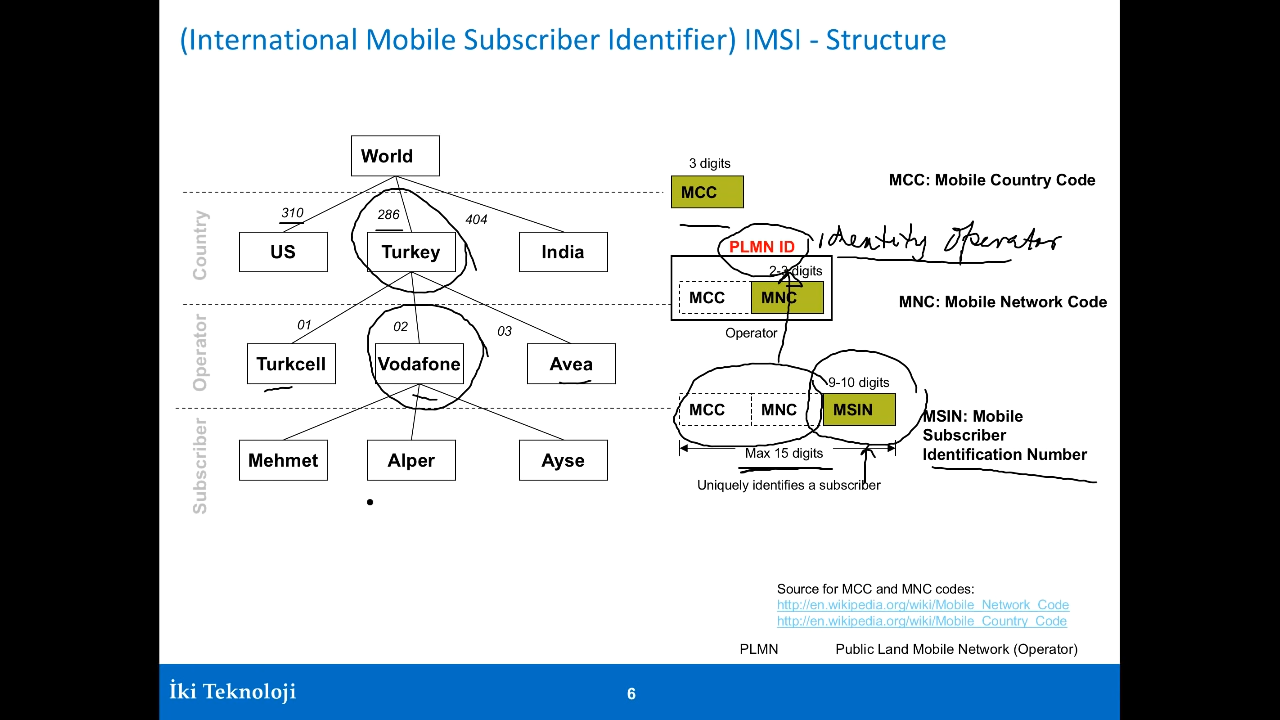 (International Mobile Subscriber Identifier) IMSI - Structure
World
310
286
404
US
Turkey
India
Country
01
02
03
Turkcell
Vodafone
Avea
Operator
Mehmet
Alper
Ayse
Subscriber
3 digits
MCC
MCC: Mobile Country Code
PLMN ID
Identity Operator
2-3 digits
MCC
MNC
MNC: Mobile Network Code
Operator
9-10 digits
MCC
MNC
MSIN
MSIN: Mobile
Subscriber
Identification Number
Max 15 digits
Uniquely identifies a subscriber
Source for MCC and MNC codes:
http://en.wikipedia.org/wiki/Mobile_Network_Code
http://en.wikipedia.org/wiki/Mobile_Country_Code
PLMN Public Land Mobile Network (Operator)
İki Teknoloji
6